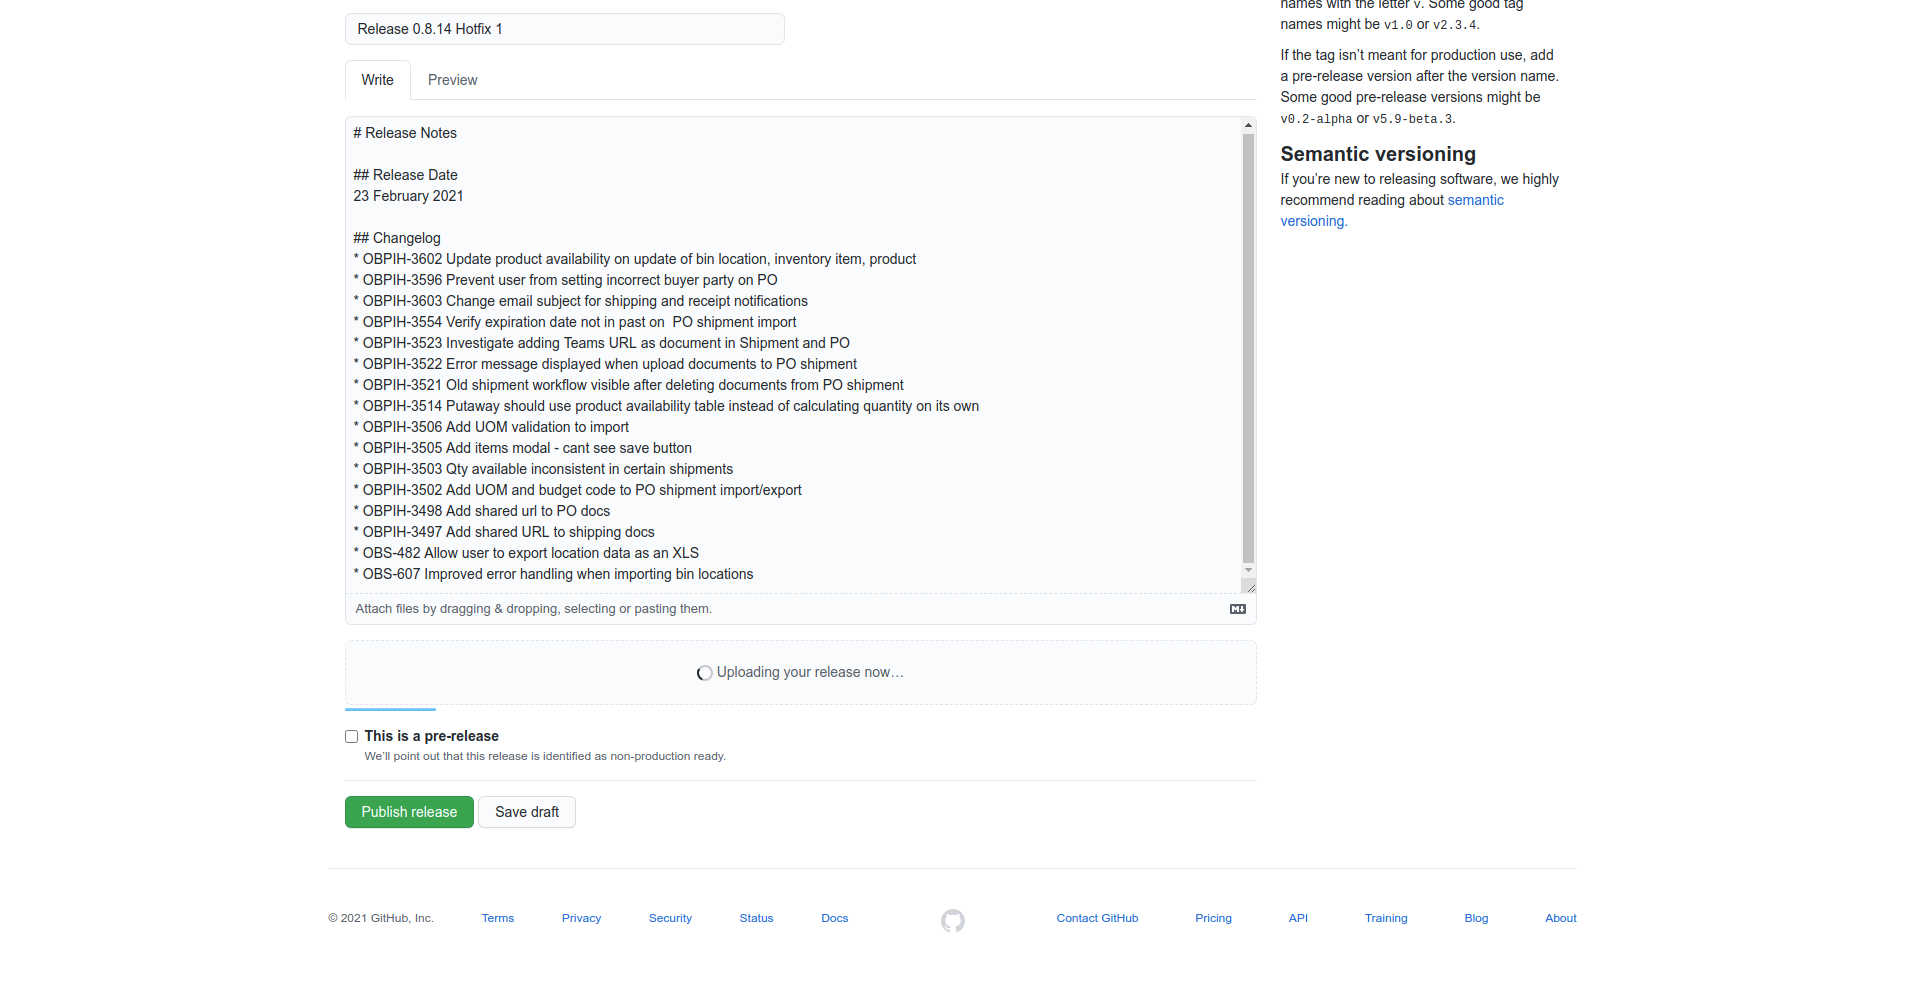 Release 0.8.14 Hotfix 1
Write
Preview
# Release Notes
## Release Date
23 February 2021
## Changelog
* OBPIH-3602 Update product availability on update of bin location, inventory item, product
* OBPIH-3596 Prevent user from setting incorrect buyer party on PO
* OBPIH-3603 Change email subject for shipping and receipt notifications
* OBPIH-3554 Verify expiration date not in past on  PO shipment import
* OBPIH-3523 Investigate adding Teams URL as document in Shipment and PO
* OBPIH-3522 Error message displayed when upload documents to PO shipment
* OBPIH-3521 Old shipment workflow visible after deleting documents from PO shipment
* OBPIH-3514 Putaway should use product availability table instead of calculating quantity on its own
* OBPIH-3506 Add UOM validation to import
* OBPIH-3505 Add items modal - cant see save button
* OBPIH-3503 Qty available inconsistent in certain shipments
* OBPIH-3502 Add UOM and budget code to PO shipment import/export
* OBPIH-3498 Add shared url to PO docs
* OBPIH-3497 Add shared URL to shipping docs
* OBS-482 Allow user to export location data as an XLS
* OBS-607 Improved error handling when importing bin locations
Attach files by dragging & dropping, selecting or pasting them.
Uploading your release now…
This is a pre-release
We’ll point out that this release is identified as non-production ready.
Publish release
Save draft
names with the letter v. Some good tag
names might be v1.0 or v2.3.4.
If the tag isn’t meant for production use, add
a pre-release version after the version name.
Some good pre-release versions might be
v0.2-alpha or v5.9-beta.3.
Semantic versioning
If you’re new to releasing software, we highly
recommend reading about semantic
versioning.
© 2021 GitHub, Inc.
Terms
Privacy
Security
Status
Docs
Contact GitHub
Pricing
API
Training
Blog
About